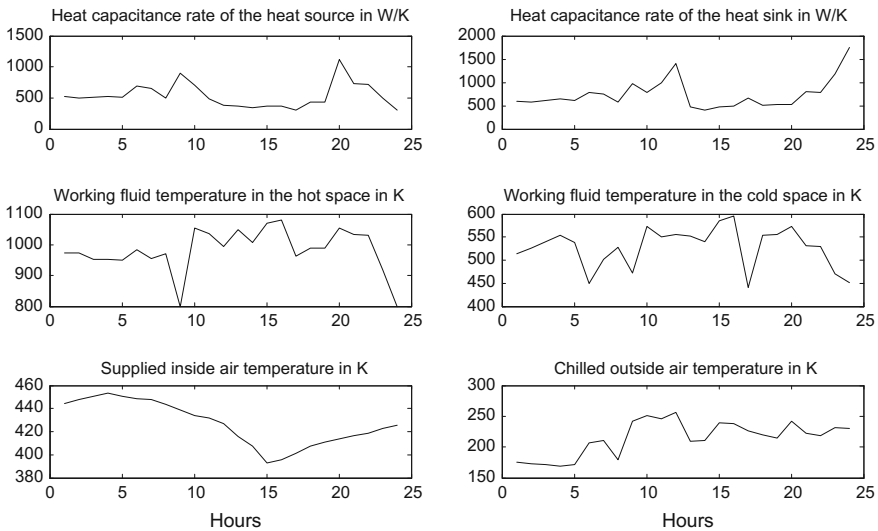 Heat capacitance rate of the heat source in W/K
1500
1000
500
0
0 5 10 15 20 25
Heat capacitance rate of the heat sink in W/K
2000
1500
1000
500
0
0 5 10 15 20 25
Working fluid temperature in the hot space in K
1100
1000
900
800
0 5 10 15 20 25
Working fluid temperature in the cold space in K
600
550
500
450
400
0 5 10 15 20 25
Supplied inside air temperature in K
460
440
420
400
380
0 5 10 15 20 25
Hours
Chilled outside air temperature in K
300
250
200
150
0 5 10 15 20 25
Hours